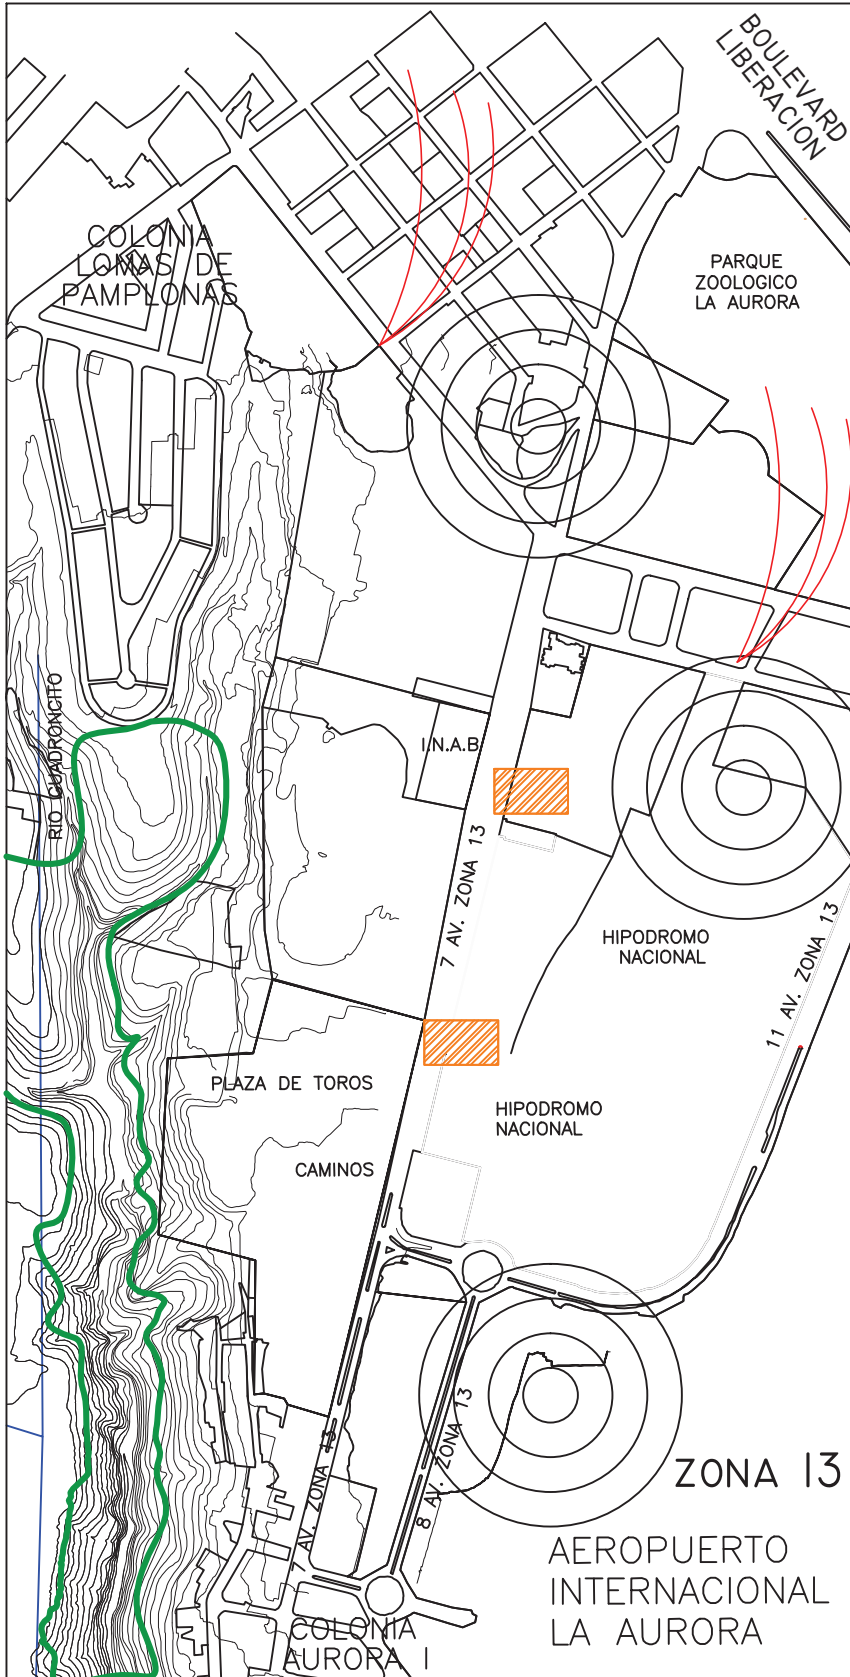 BOULEVARD
LIBERACION
COLONIA
LOMAS DE
PAMPLONAS
PARQUE
ZOOLOGICO
LA AURORA
RIO GUADRONCITO
I.N.A.B.
7 AV. ZONA 13
HIPODROMO
NACIONAL
11 AV. ZONA 13
PLAZA DE TOROS
HIPODROMO
NACIONAL
CAMINOS
7 AV. ZONA 13
8 AV. ZONA 13
ZONA 13
AEROPUERTO
INTERNACIONAL
LA AURORA
COLONIA
AURORA I